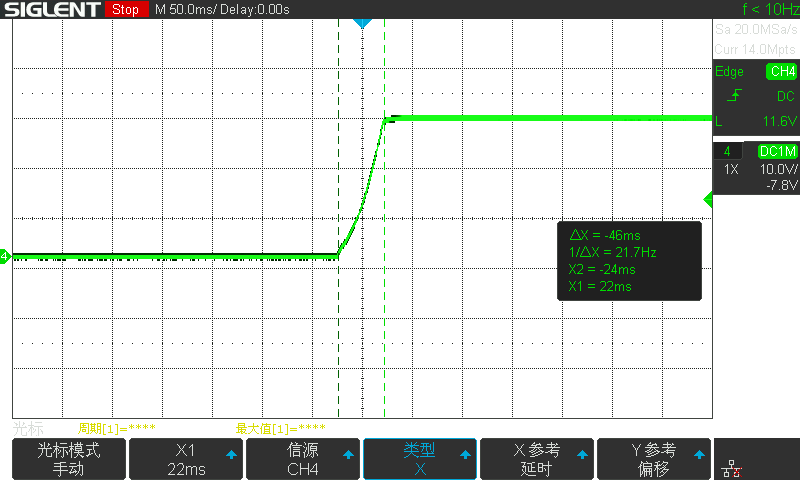 SIGLENT Stop M 50.0ms/ Delay:0.00s f < 10Hz
Sa 20.0MSa/s
Curr 14.0Mpts
Edge CH4
DC
L 11.6V
4 DC1M
1X 10.0V/
-7.8V
4
ΔX = -46ms
1/ΔX = 21.7Hz
X2 = -24ms
X1 = 22ms
光标 周期[1]=**** 最大值[1]=****
光标模式 X1 信源 类型 X参考 Y参考
手动 22ms CH4 X 延时 偏移